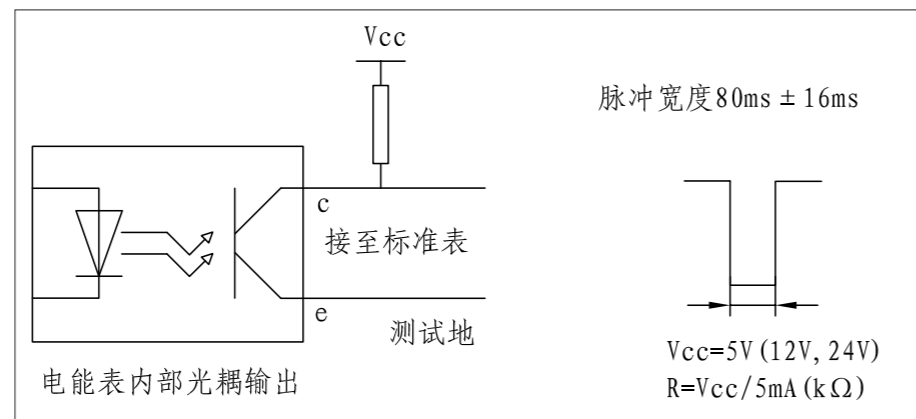 Vcc
脉冲宽度80ms±16ms
c
接至标准表
e
测试地
电能表内部光耦输出
Vcc=5V(12V,24V)
R=Vcc/5mA(kΩ)